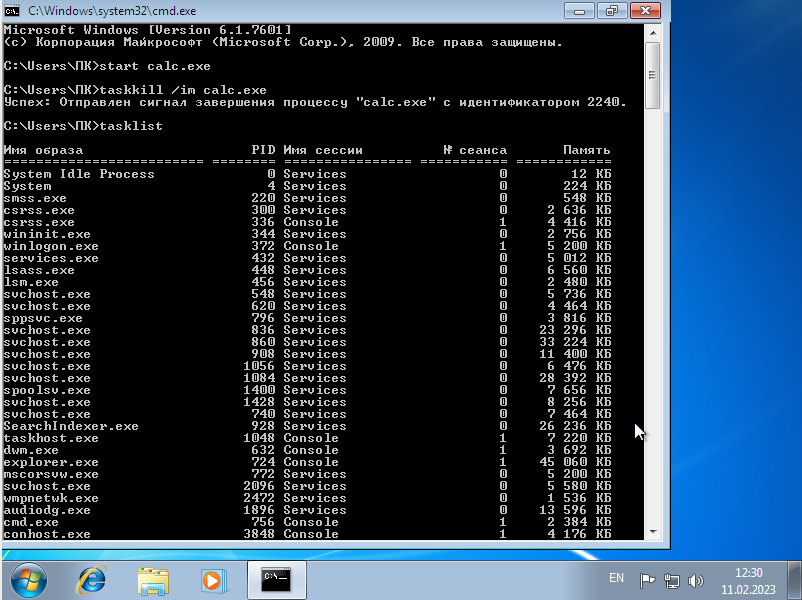 C:\Windows\system32\cmd.exe
Microsoft Windows [Version 6.1.7601]
(c) Корпорация Майкрософт (Microsoft Corp.), 2009. Все права защищены.
C:\Users\ПК>start calc.exe
C:\Users\ПК>taskkill /im calc.exe
Успех: Отправлен сигнал завершения процессу "calc.exe" с идентификатором 2240.
C:\Users\ПК>tasklist
Имя образа PID Имя сессии № сеанса Память
========================= ======== ================ =========== ============
System Idle Process 0 Services 0 12 КБ
System 4 Services 0 224 КБ
smss.exe 220 Services 0 548 КБ
csrss.exe 300 Services 0 2 636 КБ
csrss.exe 336 Console 1 4 416 КБ
wininit.exe 344 Services 0 2 756 КБ
winlogon.exe 372 Console 1 5 200 КБ
services.exe 432 Services 0 5 012 КБ
lsass.exe 448 Services 0 6 560 КБ
lsm.exe 456 Services 0 2 480 КБ
svchost.exe 548 Services 0 5 736 КБ
svchost.exe 620 Services 0 4 464 КБ
sppsvc.exe 796 Services 0 3 816 КБ
svchost.exe 836 Services 0 23 296 КБ
svchost.exe 860 Services 0 33 224 КБ
svchost.exe 908 Services 0 11 400 КБ
svchost.exe 1056 Services 0 6 476 КБ
svchost.exe 1084 Services 0 28 392 КБ
spoolsv.exe 1400 Services 0 7 656 КБ
svchost.exe 1428 Services 0 8 256 КБ
svchost.exe 740 Services 0 7 464 КБ
SearchIndexer.exe 928 Services 0 26 236 КБ
taskhost.exe 1048 Console 1 7 220 КБ
dwm.exe 632 Console 1 3 692 КБ
explorer.exe 724 Console 1 45 060 КБ
mscorsvw.exe 772 Services 0 5 200 КБ
svchost.exe 2096 Services 0 5 580 КБ
wmpnetwk.exe 2472 Services 0 1 536 КБ
audiodg.exe 1896 Services 0 13 596 КБ
cmd.exe 756 Console 1 2 384 КБ
conhost.exe 3848 Console 1 4 176 КБ
EN
12:30
11.02.2023